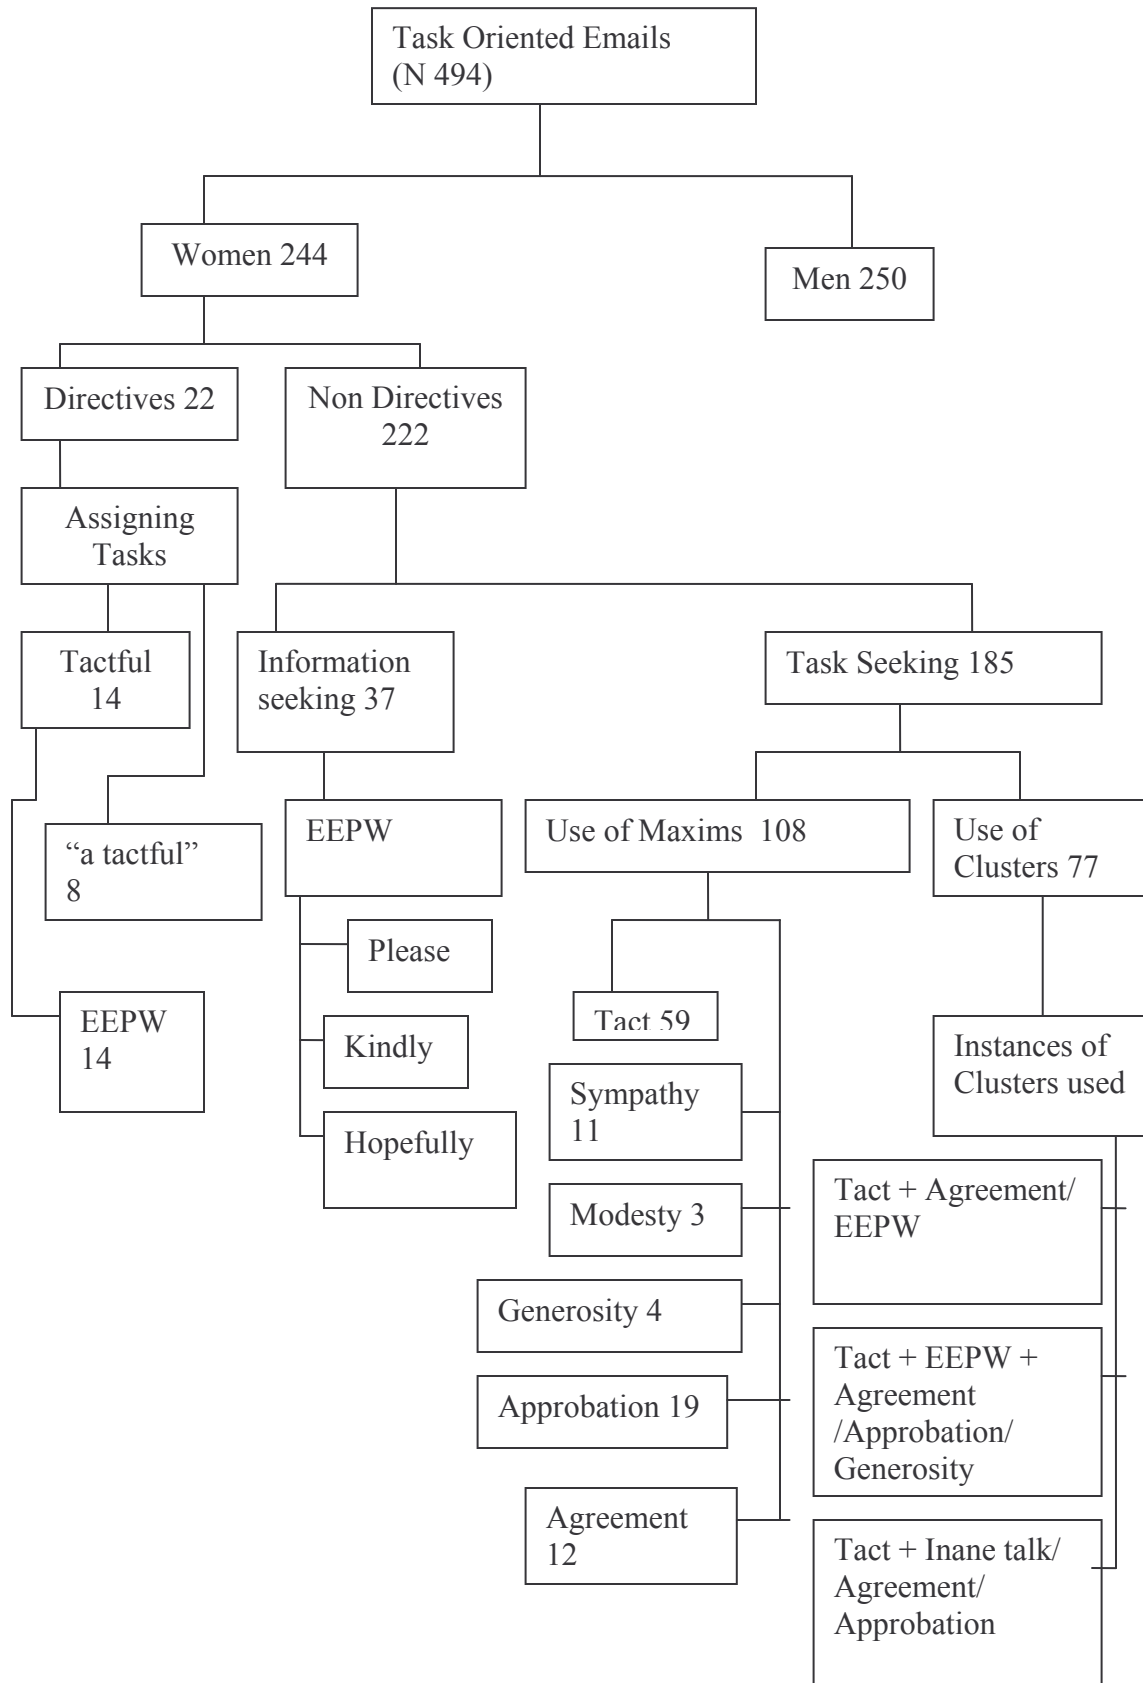 Task Oriented Emails
(N 494)
Women 244
Men 250
Directives 22
Non Directives
222
Assigning
Tasks
Tactful
14
Information
seeking 37
Task Seeking 185
“a tactful”
8
EEPW
Use of Maxims 108
Use of
Clusters 77
Please
EEPW
14
Kindly
Hopefully
Tact 59
Instances of
Clusters used
Sympathy
11
Modesty 3
Generosity 4
Approbation 19
Agreement
12
Tact + Agreement/
EEPW
Tact + EEPW +
Agreement
/Approbation/
Generosity
Tact + Inane talk/
Agreement/
Approbation